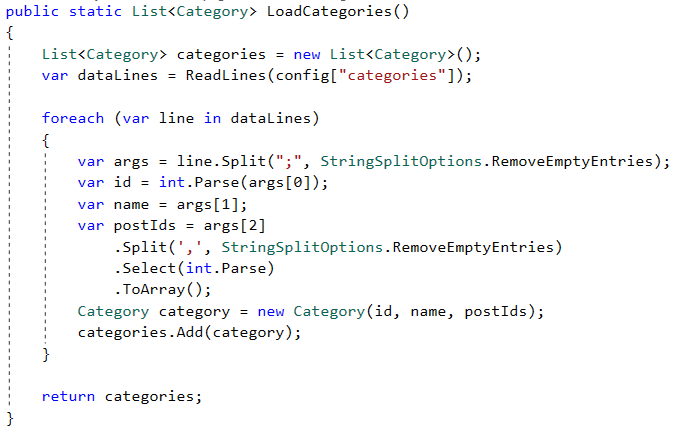 public static List<Category> LoadCategories()
{
    List<Category> categories = new List<Category>();
    var dataLines = ReadLines(config["categories"]);

    foreach (var line in dataLines)
    {
        var args = line.Split(";", StringSplitOptions.RemoveEmptyEntries);
        var id = int.Parse(args[0]);
        var name = args[1];
        var postIds = args[2]
            .Split(',', StringSplitOptions.RemoveEmptyEntries)
            .Select(int.Parse)
            .ToArray();
        Category category = new Category(id, name, postIds);
        categories.Add(category);
    }

    return categories;
}